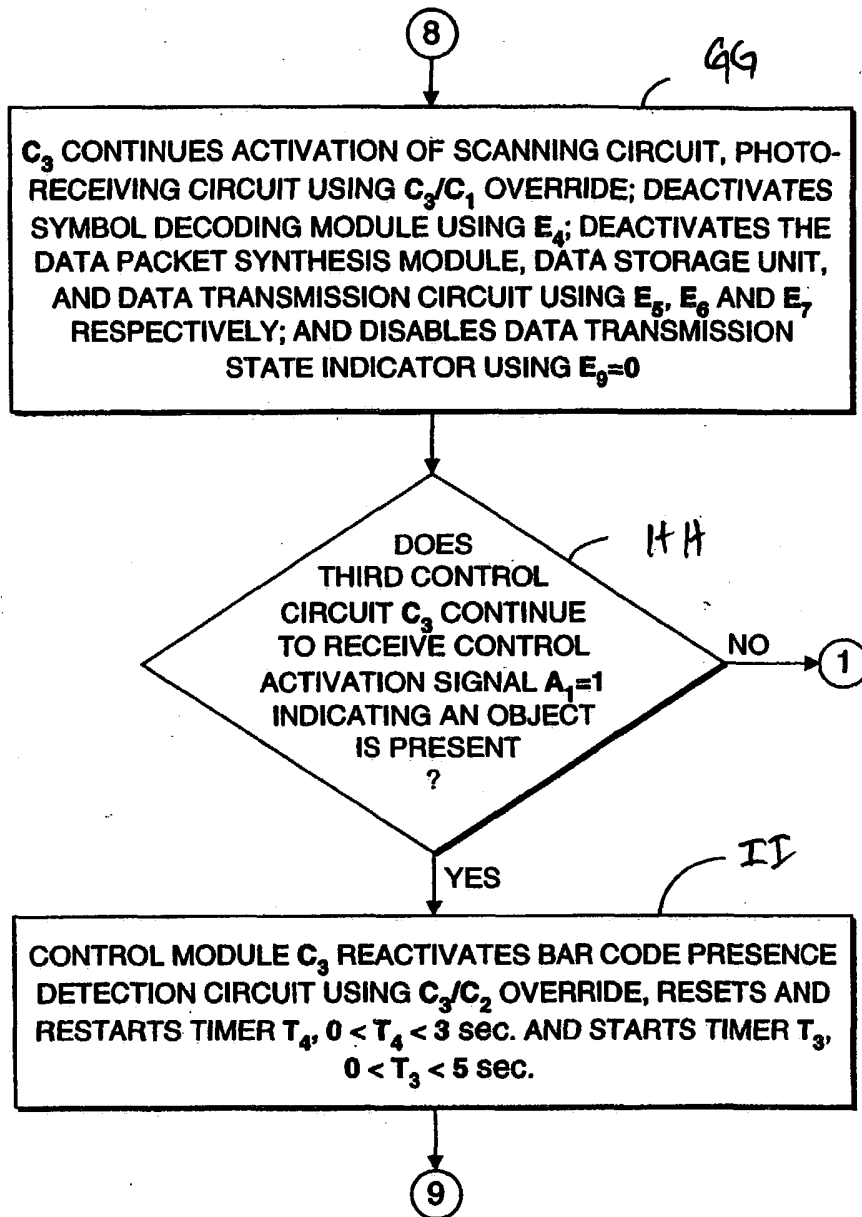 8
GG
C₃ CONTINUES ACTIVATION OF SCANNING CIRCUIT, PHOTO-
RECEIVING CIRCUIT USING C₃/C₁ OVERRIDE; DEACTIVATES
SYMBOL DECODING MODULE USING E₄; DEACTIVATES THE
DATA PACKET SYNTHESIS MODULE, DATA STORAGE UNIT,
AND DATA TRANSMISSION CIRCUIT USING E₅, E₆ AND E₇
RESPECTIVELY; AND DISABLES DATA TRANSMISSION
STATE INDICATOR USING E₉=0
HH
DOES
THIRD CONTROL
CIRCUIT C₃ CONTINUE
TO RECEIVE CONTROL
ACTIVATION SIGNAL A₁=1
INDICATING AN OBJECT
IS PRESENT
?
NO
1
YES
II
CONTROL MODULE C₃ REACTIVATES BAR CODE PRESENCE
DETECTION CIRCUIT USING C₃/C₂ OVERRIDE, RESETS AND
RESTARTS TIMER T₄, 0 < T₄ < 3 sec. AND STARTS TIMER T₃,
0 < T₃ < 5 sec.
9